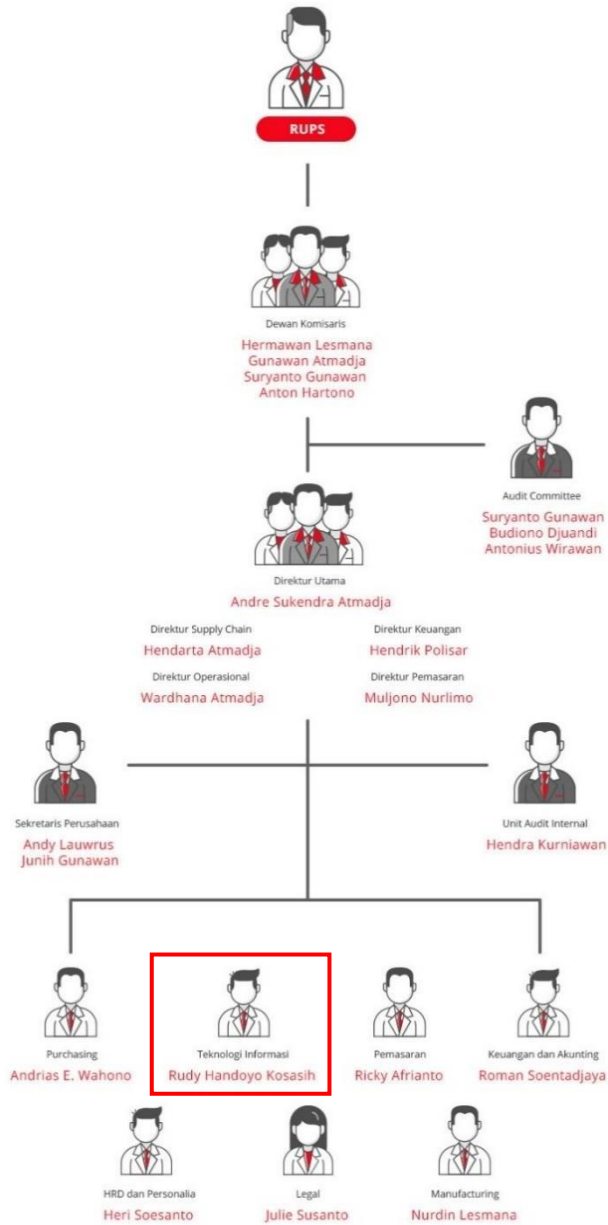 RUPS
Dewan Komisaris
Hermawan Lesmana
Gunawan Atmadja
Suryanto Gunawan
Anton Hartono
Audit Committee
Suryanto Gunawan
Budiono Djuandi
Antonius Wirawan
Direktur Utama
Andre Sukendra Atmadja
Direktur Supply Chain
Hendarta Atmadja
Direktur Keuangan
Hendrik Polisar
Direktur Operasional
Wardhana Atmadja
Direktur Pemasaran
Muljono Nurlimo
Sekretaris Perusahaan
Andy Lauwrus
Junih Gunawan
Unit Audit Internal
Hendra Kurniawan
Purchasing
Andrias E. Wahono
Teknologi Informasi
Rudy Handoyo Kosasih
Pemasaran
Ricky Afrianto
Keuangan dan Akunting
Roman Soentadjaya
HRD dan Personalia
Heri Soesanto
Legal
Julie Susanto
Manufacturing
Nurdin Lesmana